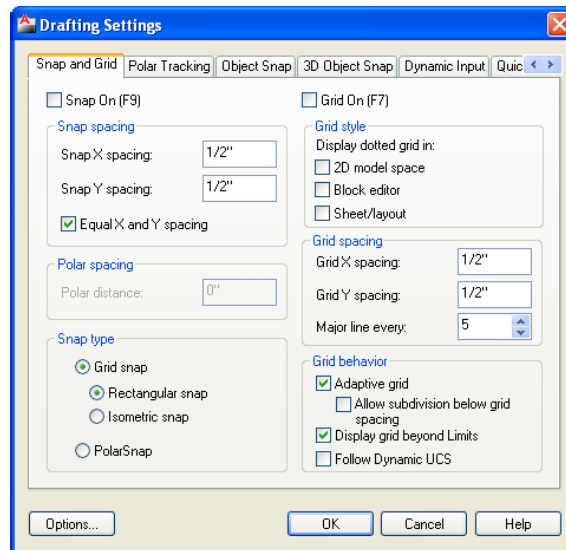 Drafting Settings
Snap and Grid Polar Tracking Object Snap 3D Object Snap Dynamic Input Quic
Snap On (F9)
Snap spacing
Snap X spacing: 1/2"
Snap Y spacing: 1/2"
Equal X and Y spacing
Polar spacing
Polar distance: 0"
Snap type
Grid snap
Rectangular snap
Isometric snap
PolarSnap
Grid On (F7)
Grid style
Display dotted grid in:
2D model space
Block editor
Sheet/layout
Grid spacing
Grid X spacing: 1/2"
Grid Y spacing: 1/2"
Major line every: 5
Grid behavior
Adaptive grid
Allow subdivision below grid
spacing
Display grid beyond Limits
Follow Dynamic UCS
Options... OK Cancel Help